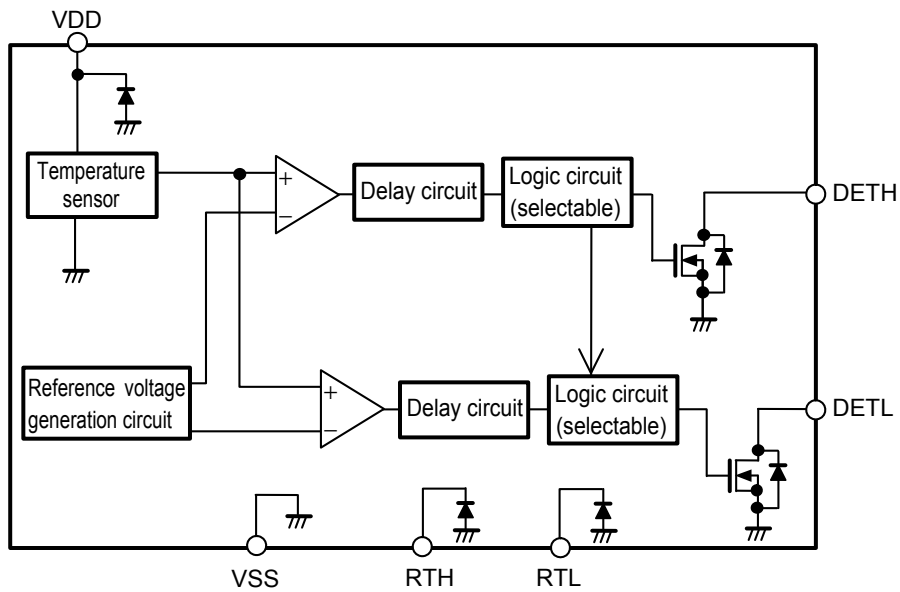 VDD
Temperature
sensor
+
−
Delay circuit
Logic circuit
(selectable)
DETH
Reference voltage
generation circuit
+
−
Delay circuit
Logic circuit
(selectable)
DETL
VSS
RTH
RTL